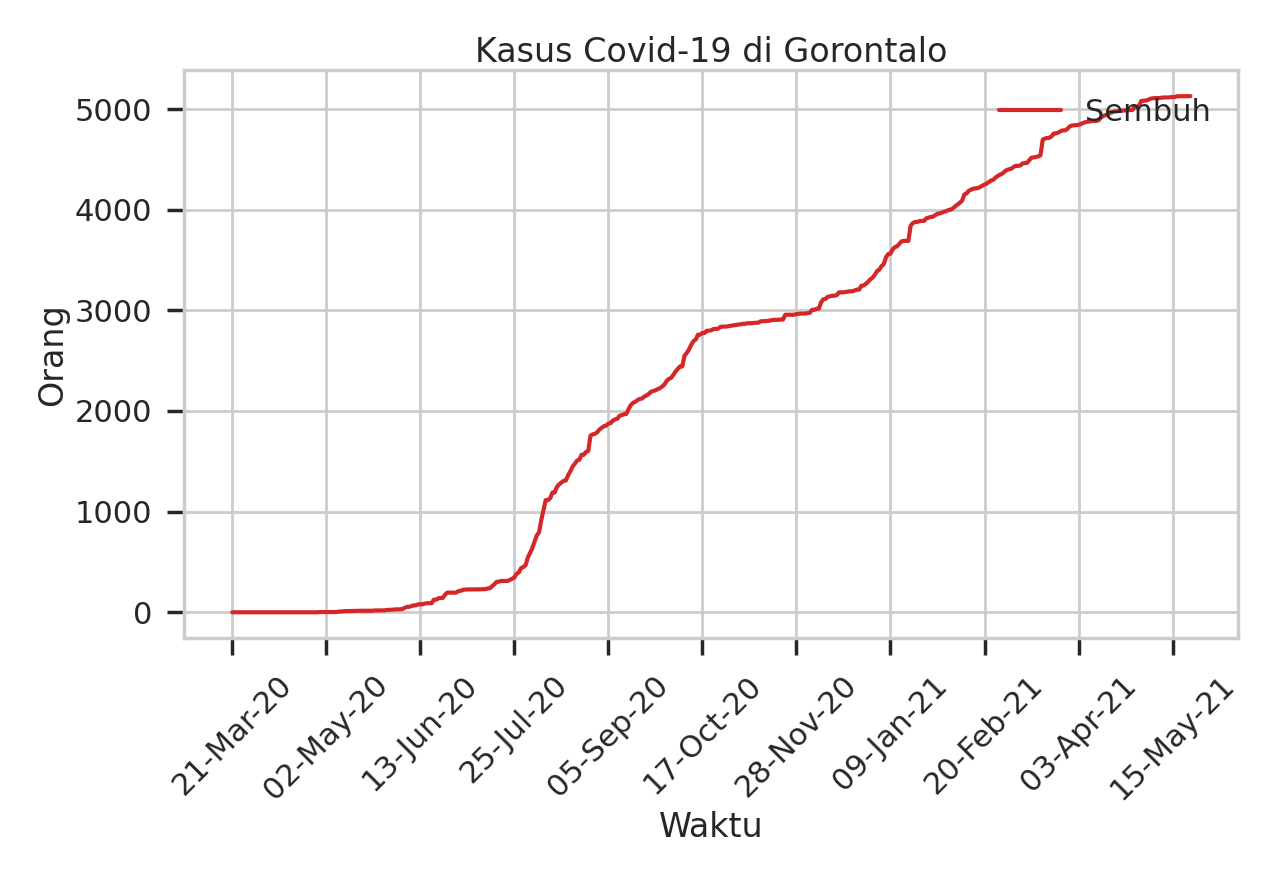 Kasus Covid-19 di Gorontalo
Sembuh
Orang
5000
4000
3000
2000
1000
0
21-Mar-20
02-May-20
13-Jun-20
25-Jul-20
05-Sep-20
17-Oct-20
28-Nov-20
09-Jan-21
20-Feb-21
03-Apr-21
15-May-21
Waktu